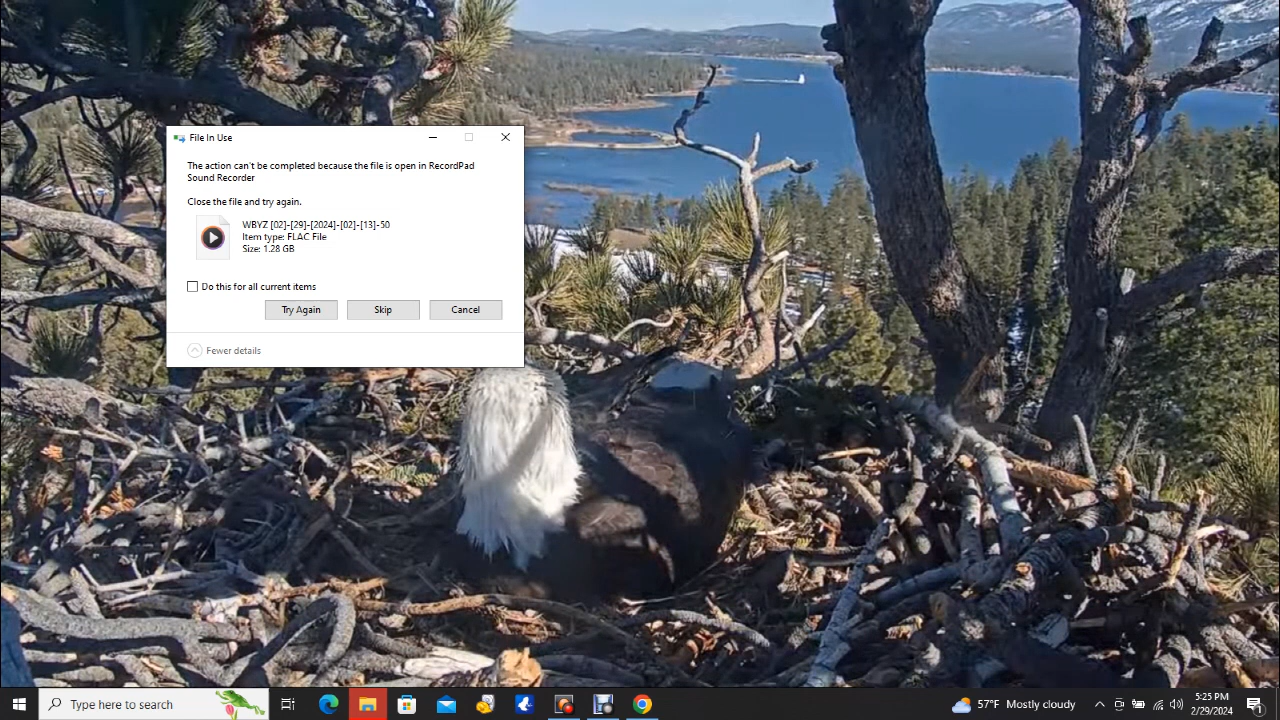 File In Use
The action can't be completed because the file is open in RecordPad
Sound Recorder
Close the file and try again.
WBYZ [02]-[29]-[2024]-[02]-[13]-50
Item type: FLAC File
Size: 1.28 GB
Do this for all current items
Try Again
Skip
Cancel
Fewer details
Type here to search
57°F Mostly cloudy
5:25 PM
2/29/2024
1